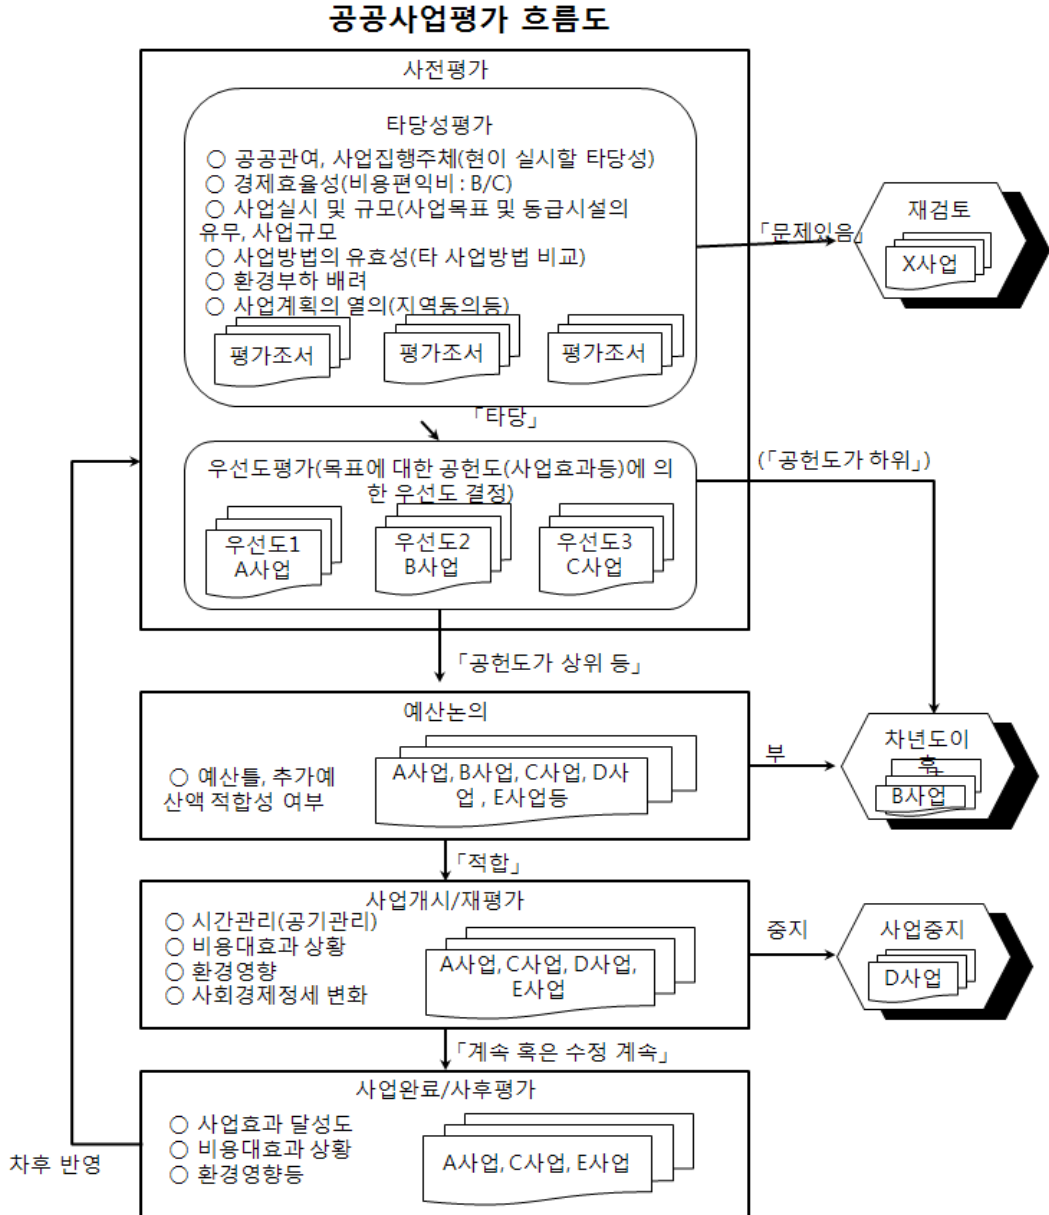 공공사업평가 흐름도
사전평가
타당성평가
○ 공공관여, 사업집행주체(현이 실시할 타당성)
○ 경제효율성(비용편익비 : B/C)
○ 사업실시 및 규모(사업목표 및 동급시설의
유무, 사업규모
○ 사업방법의 유효성(타 사업방법 비교)
○ 환경부하 배려
○ 사업계획의 열의(지역동의등)
평가조서
평가조서
평가조서
「문제있음」
재검토
X사업
「타당」
우선도평가(목표에 대한 공헌도(사업효과등)에 의
한 우선도 결정)
우선도1
A사업
우선도2
B사업
우선도3
C사업
(「공헌도가 하위」)
「공헌도가 상위 등」
예산논의
○ 예산틀, 추가예
산액 적합성 여부
A사업, B사업, C사업, D사
업 , E사업등
부
차년도이
후
B사업
「적합」
사업개시/재평가
○ 시간관리(공기관리)
○ 비용대효과 상황
○ 환경영향
○ 사회경제정세 변화
A사업, C사업, D사업,
E사업
중지
사업중지
D사업
「계속 혹은 수정 계속」
사업완료/사후평가
○ 사업효과 달성도
○ 비용대효과 상황
○ 환경영향등
A사업, C사업, E사업
차후 반영